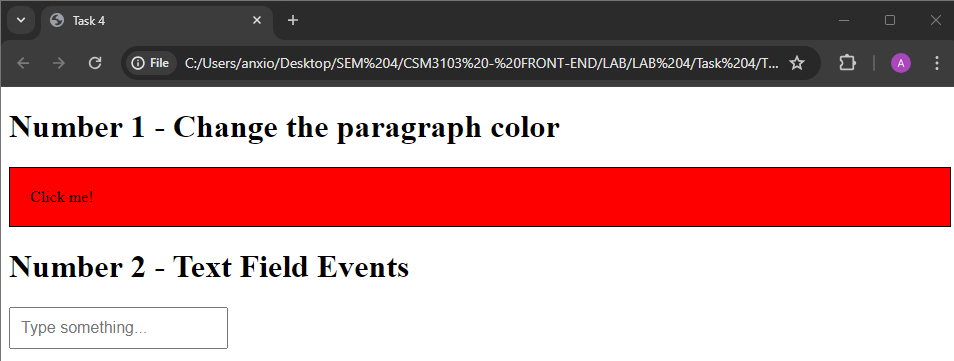 Task 4
File C:/Users/anxio/Desktop/SEM%204/CSM3103%20-%20FRONT-END/LAB/LAB%204/Task%204/T... A
Number 1 - Change the paragraph color
Click me!
Number 2 - Text Field Events
Type something...